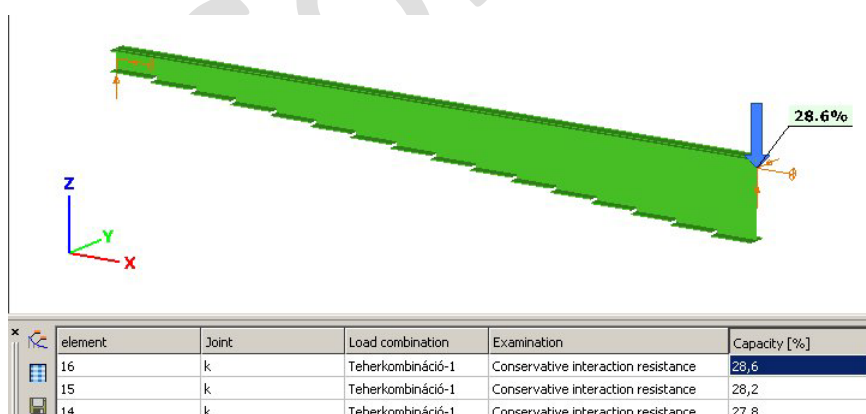 28.6%
Z
Y
X
element Joint Load combination Examination Capacity [%]
16 k Teherkombináció-1 Conservative interaction resistance 28,6
15 k Teherkombináció-1 Conservative interaction resistance 28,2
14 k Teherkombináció-1 Conservative interaction resistance 27,8